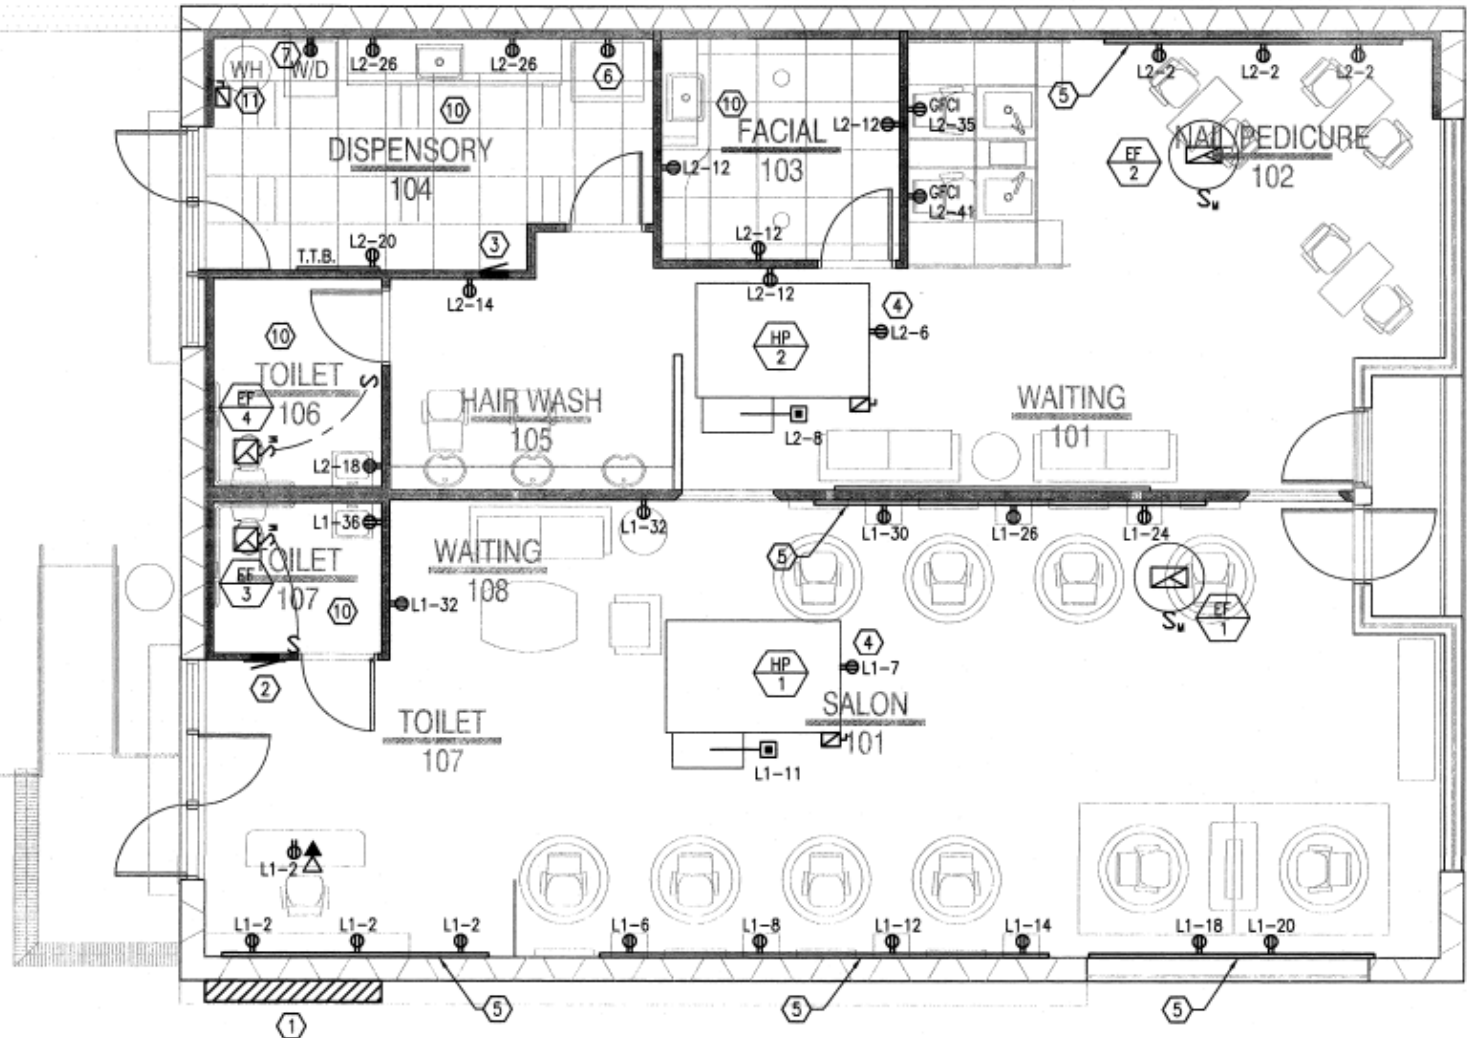 7
L2-26
L2-26
6
WH
W/D
11
10
DISPENSORY
104
L2-20
T.T.B.
3
L2-14
10
FACIAL
103
L2-12
L2-12
L2-12
L2-12
GFCI
L2-35
GFCI
L2-41
5
L2-2
L2-2
L2-2
EF
2
NAIL/PEDICURE
102
SM
HP
2
4
L2-6
L2-8
10
TOILET
106
S
EF
4
SM
L2-18
HAIR WASH
105
WAITING
101
L1-36
SM
TOILET
107
EF
3
10
S
2
WAITING
108
L1-32
L1-32
5
L1-30
L1-26
L1-24
SM
EF
1
HP
1
4
L1-7
L1-11
SALON
101
TOILET
107
L1-2
L1-2
L1-2
L1-2
L1-6
L1-8
L1-12
L1-14
L1-18
L1-20
5
5
5
1